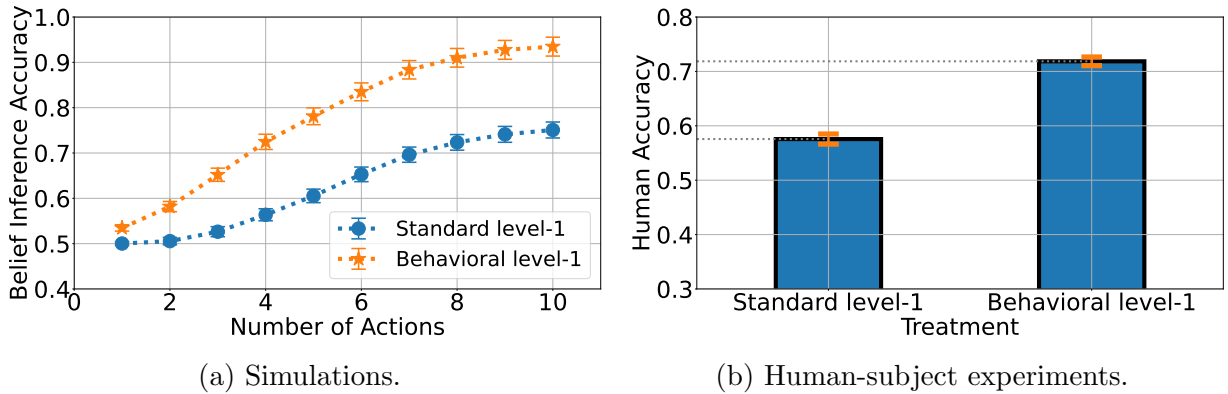 Belief Inference Accuracy
1.0
0.9
0.8
0.7
0.6
0.5
0.4
0
2
4
6
8
10
Number of Actions
Standard level-1
Behavioral level-1
(a) Simulations.
Human Accuracy
0.8
0.7
0.6
0.5
0.4
0.3
Standard level-1
Behavioral level-1
Treatment
(b) Human-subject experiments.